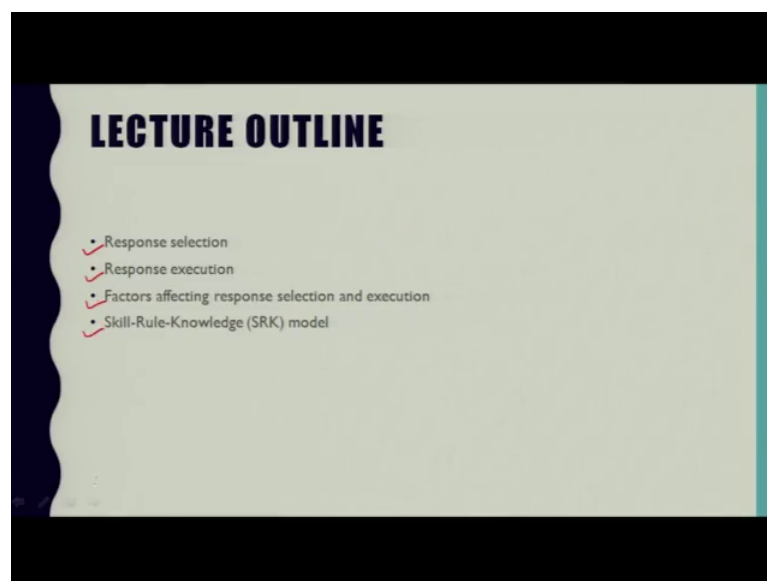 LECTURE OUTLINE
• Response selection
• Response execution
• Factors affecting response selection and execution
• Skill-Rule-Knowledge (SRK) model